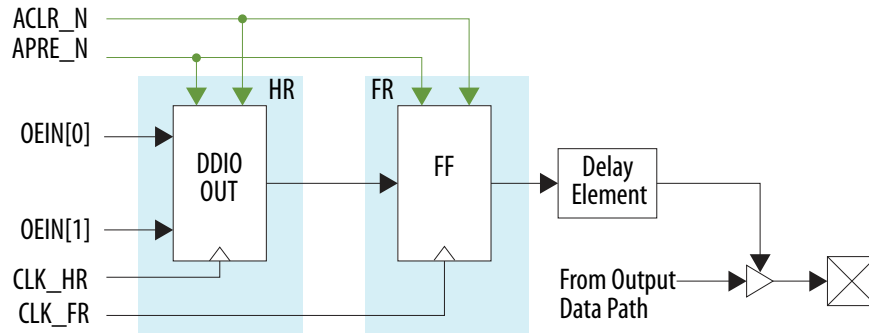 ACLR_N
APRE_N
HR
FR
OEIN[0]
DDIO
OUT
FF
Delay
Element
OEIN[1]
CLK_HR
CLK_FR
From Output
Data Path